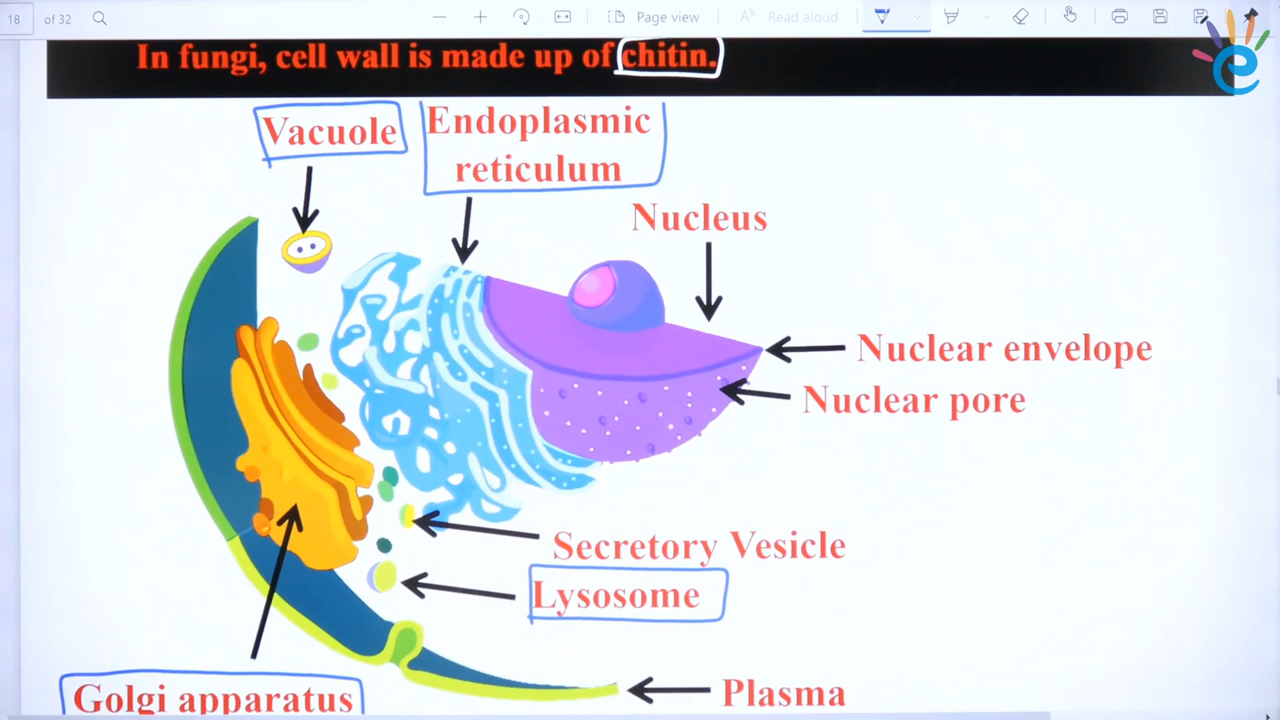 18 of 32
Page view
Read aloud
In fungi, cell wall is made up of chitin.
Vacuole
Endoplasmic
reticulum
Nucleus
Nuclear envelope
Nuclear pore
Secretory Vesicle
Lysosome
Golgi apparatus
Plasma
e